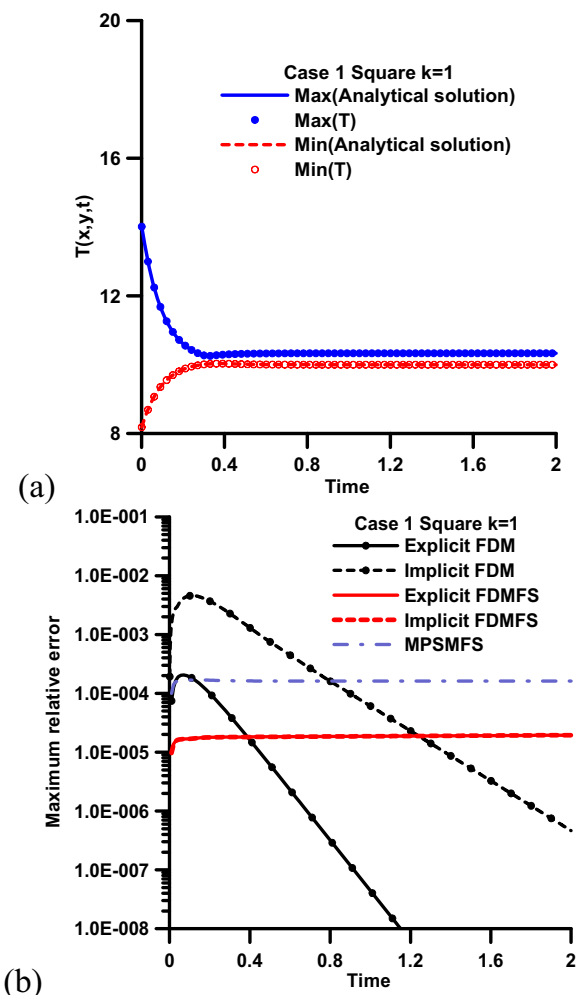 20
16
12
8
T(x,y,t)
Case 1 Square k=1
Max(Analytical solution)
Max(T)
Min(Analytical solution)
Min(T)
0 0.4 0.8 1.2 1.6 2
Time
(a)
1.0E-001
1.0E-002
1.0E-003
1.0E-004
1.0E-005
1.0E-006
1.0E-007
1.0E-008
Maximum relative error
Case 1 Square k=1
Explicit FDM
Implicit FDM
Explicit FDMFS
Implicit FDMFS
MPSMFS
0 0.4 0.8 1.2 1.6 2
Time
(b)